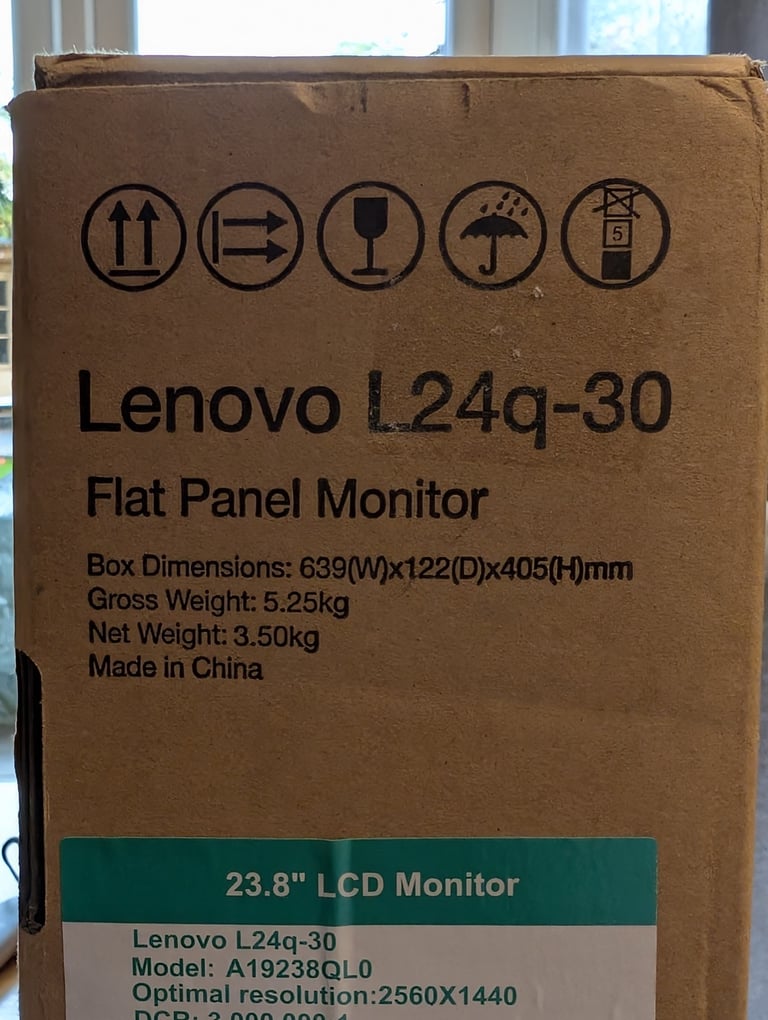 5
Lenovo L24q-30
Flat Panel Monitor
Box Dimensions: 639(W)x122(D)x405(H)mm
Gross Weight: 5.25kg
Net Weight: 3.50kg
Made in China
23.8" LCD Monitor
Lenovo L24q-30
Model: A19238QL0
Optimal resolution:2560X1440